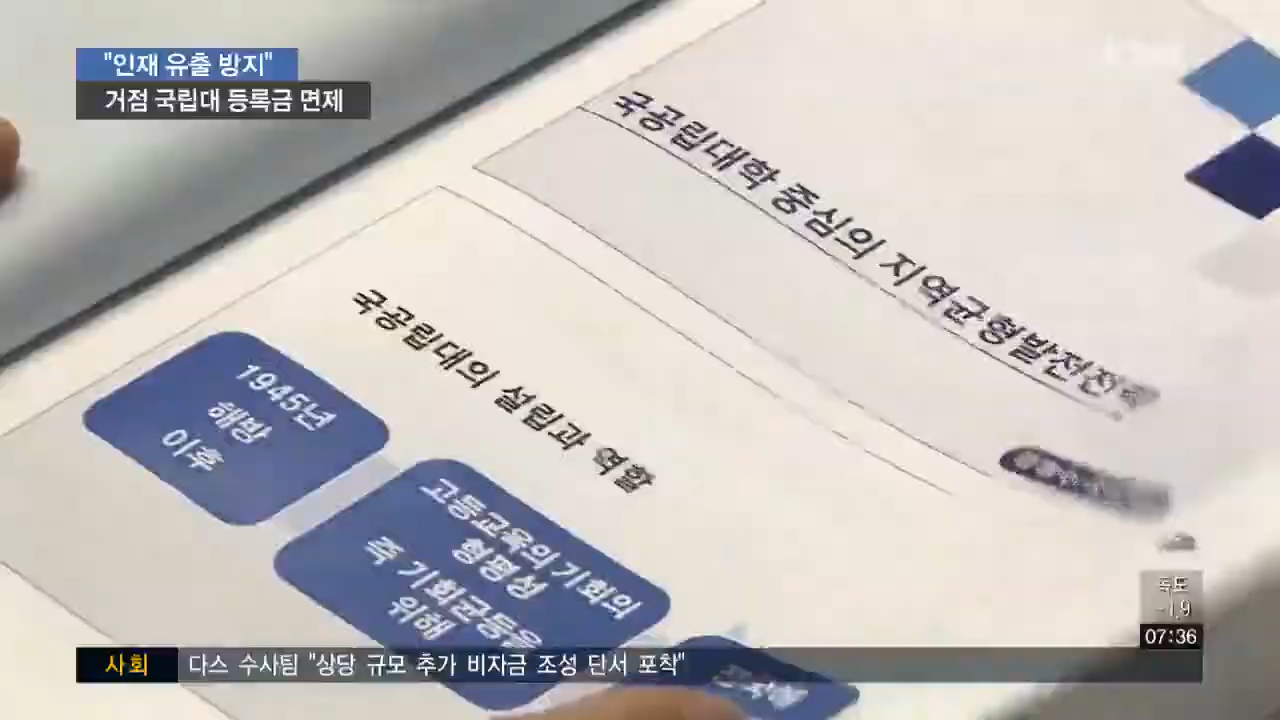 "인재 유출 방지"
거점 국립대 등록금 면제
국공립대학 중심의 지역균형발전전략
국공립대의 설립과 역할
1945년
해방
이후
고등교육의 기회의
형평성
즉 기회균등을
위해
독도
-1.9
07:36
사회 다스 수사팀 "상당 규모 추가 비자금 조성 단서 포착"